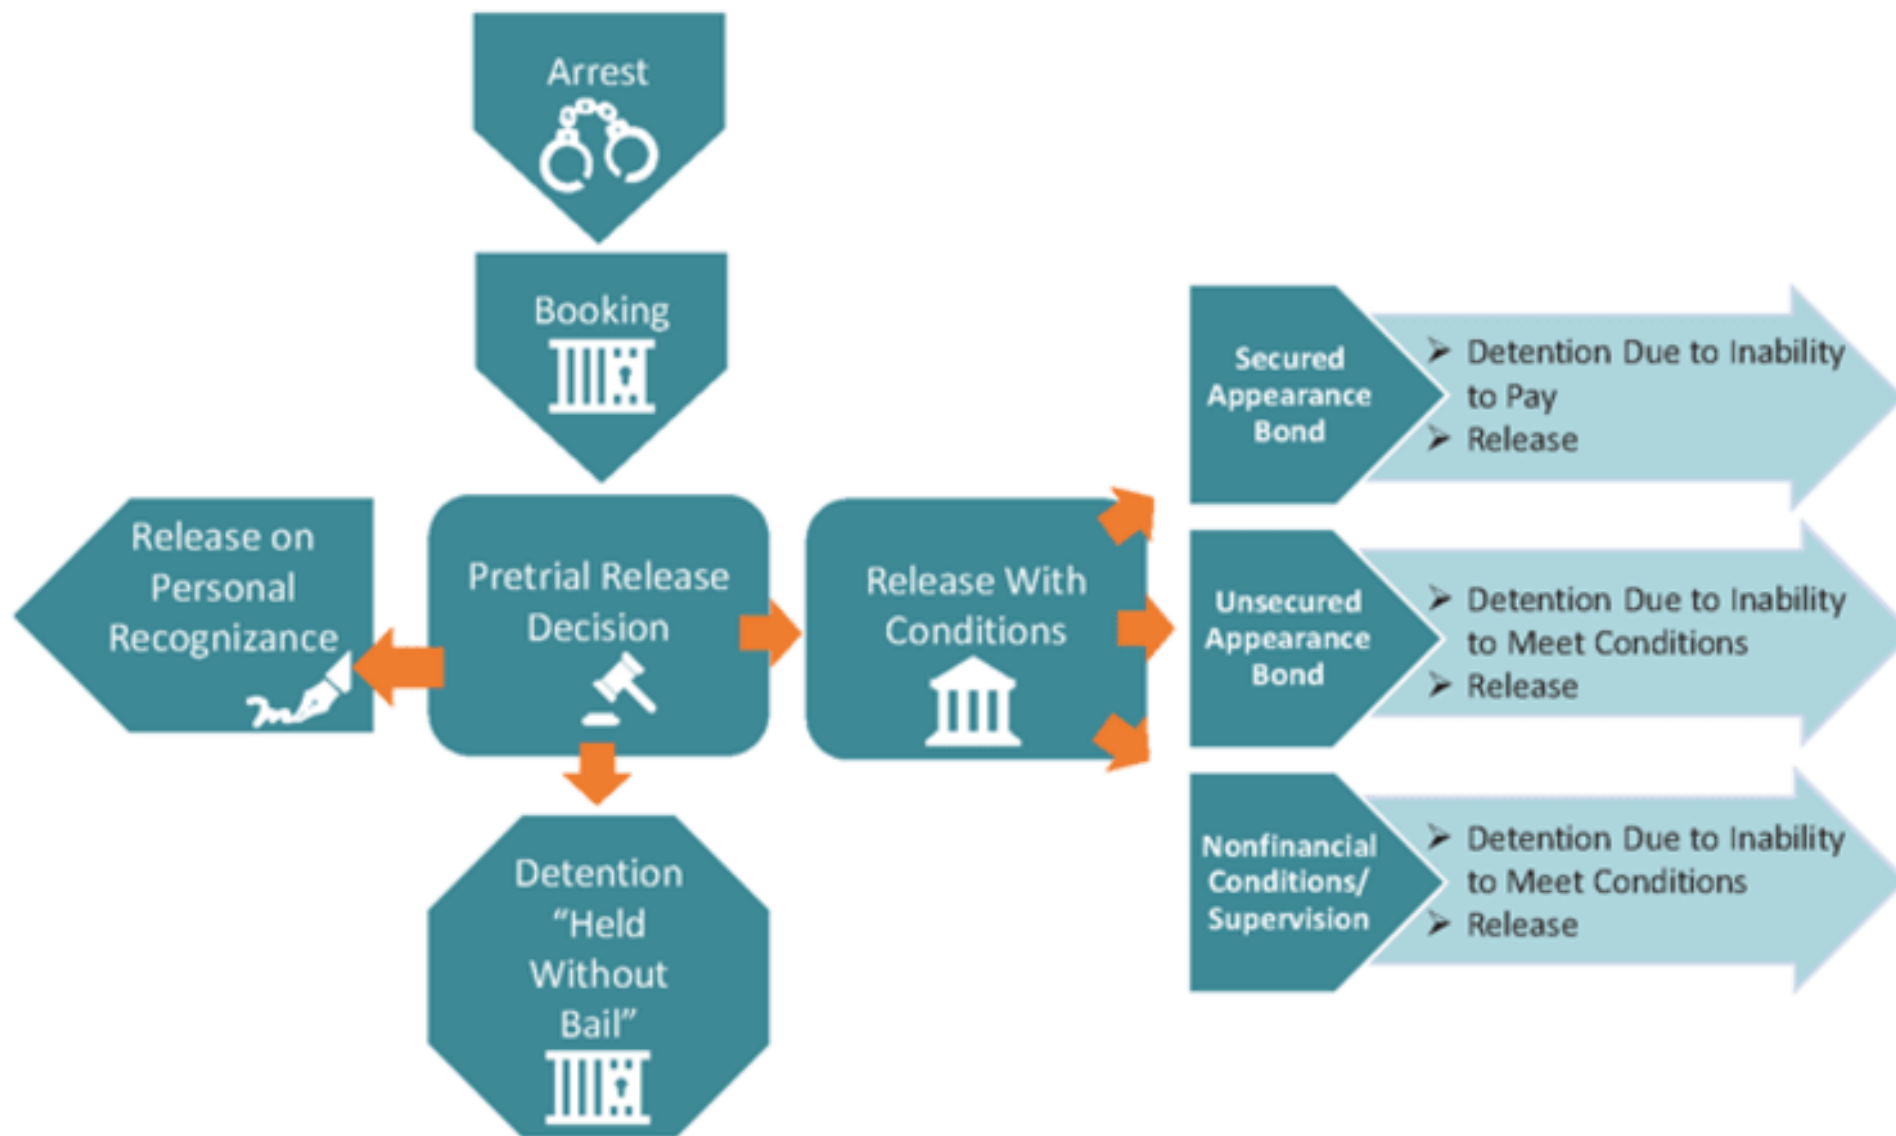 Arrest
Booking
Release on
Personal
Recognizance
Pretrial Release
Decision
Release With
Conditions
Detention
“Held
Without
Bail”
Secured
Appearance
Bond
➢ Detention Due to Inability
to Pay
➢ Release
Unsecured
Appearance
Bond
➢ Detention Due to Inability
to Meet Conditions
➢ Release
Nonfinancial
Conditions/
Supervision
➢ Detention Due to Inability
to Meet Conditions
➢ Release